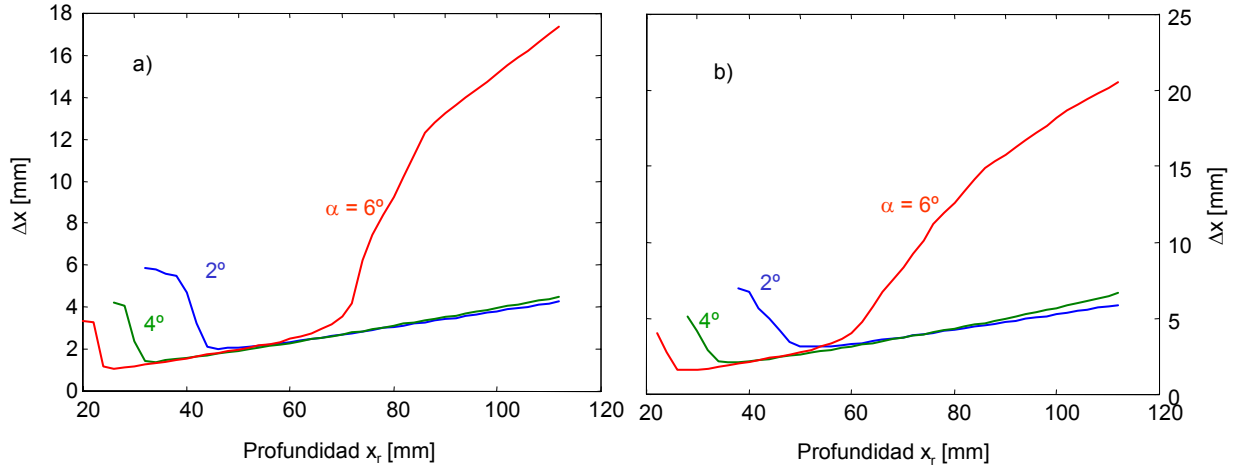 18
16
14
12
10
8
6
4
2
0
Δx [mm]
a)
α = 6º
2º
4º
20 40 60 80 100 120
Profundidad xᵣ [mm]
b)
α = 6º
2º
4º
25
20
15
10
5
0
Δx [mm]
20 40 60 80 100 120
Profundidad xᵣ [mm]